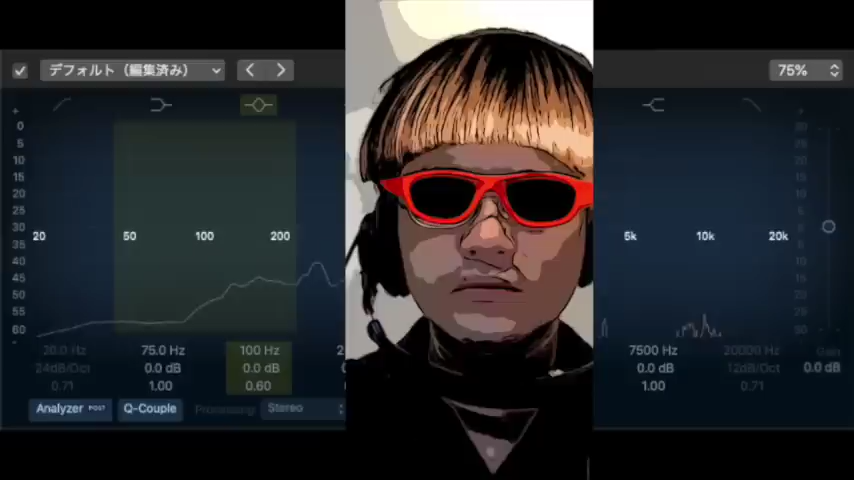 デフォルト（編集済み）
75%
+
0
5
10
15
20
25
30
35
40
45
50
55
60
-
20
50
100
200
5k
10k
20k
20.0 Hz
24dB/Oct
0.71
75.0 Hz
0.0 dB
1.00
100 Hz
0.0 dB
0.60
2
7500 Hz
0.0 dB
1.00
20000 Hz
12dB/Oct
0.71
Gain
0.0 dB
Analyzer POST
Q-Couple
Processing:
Stereo